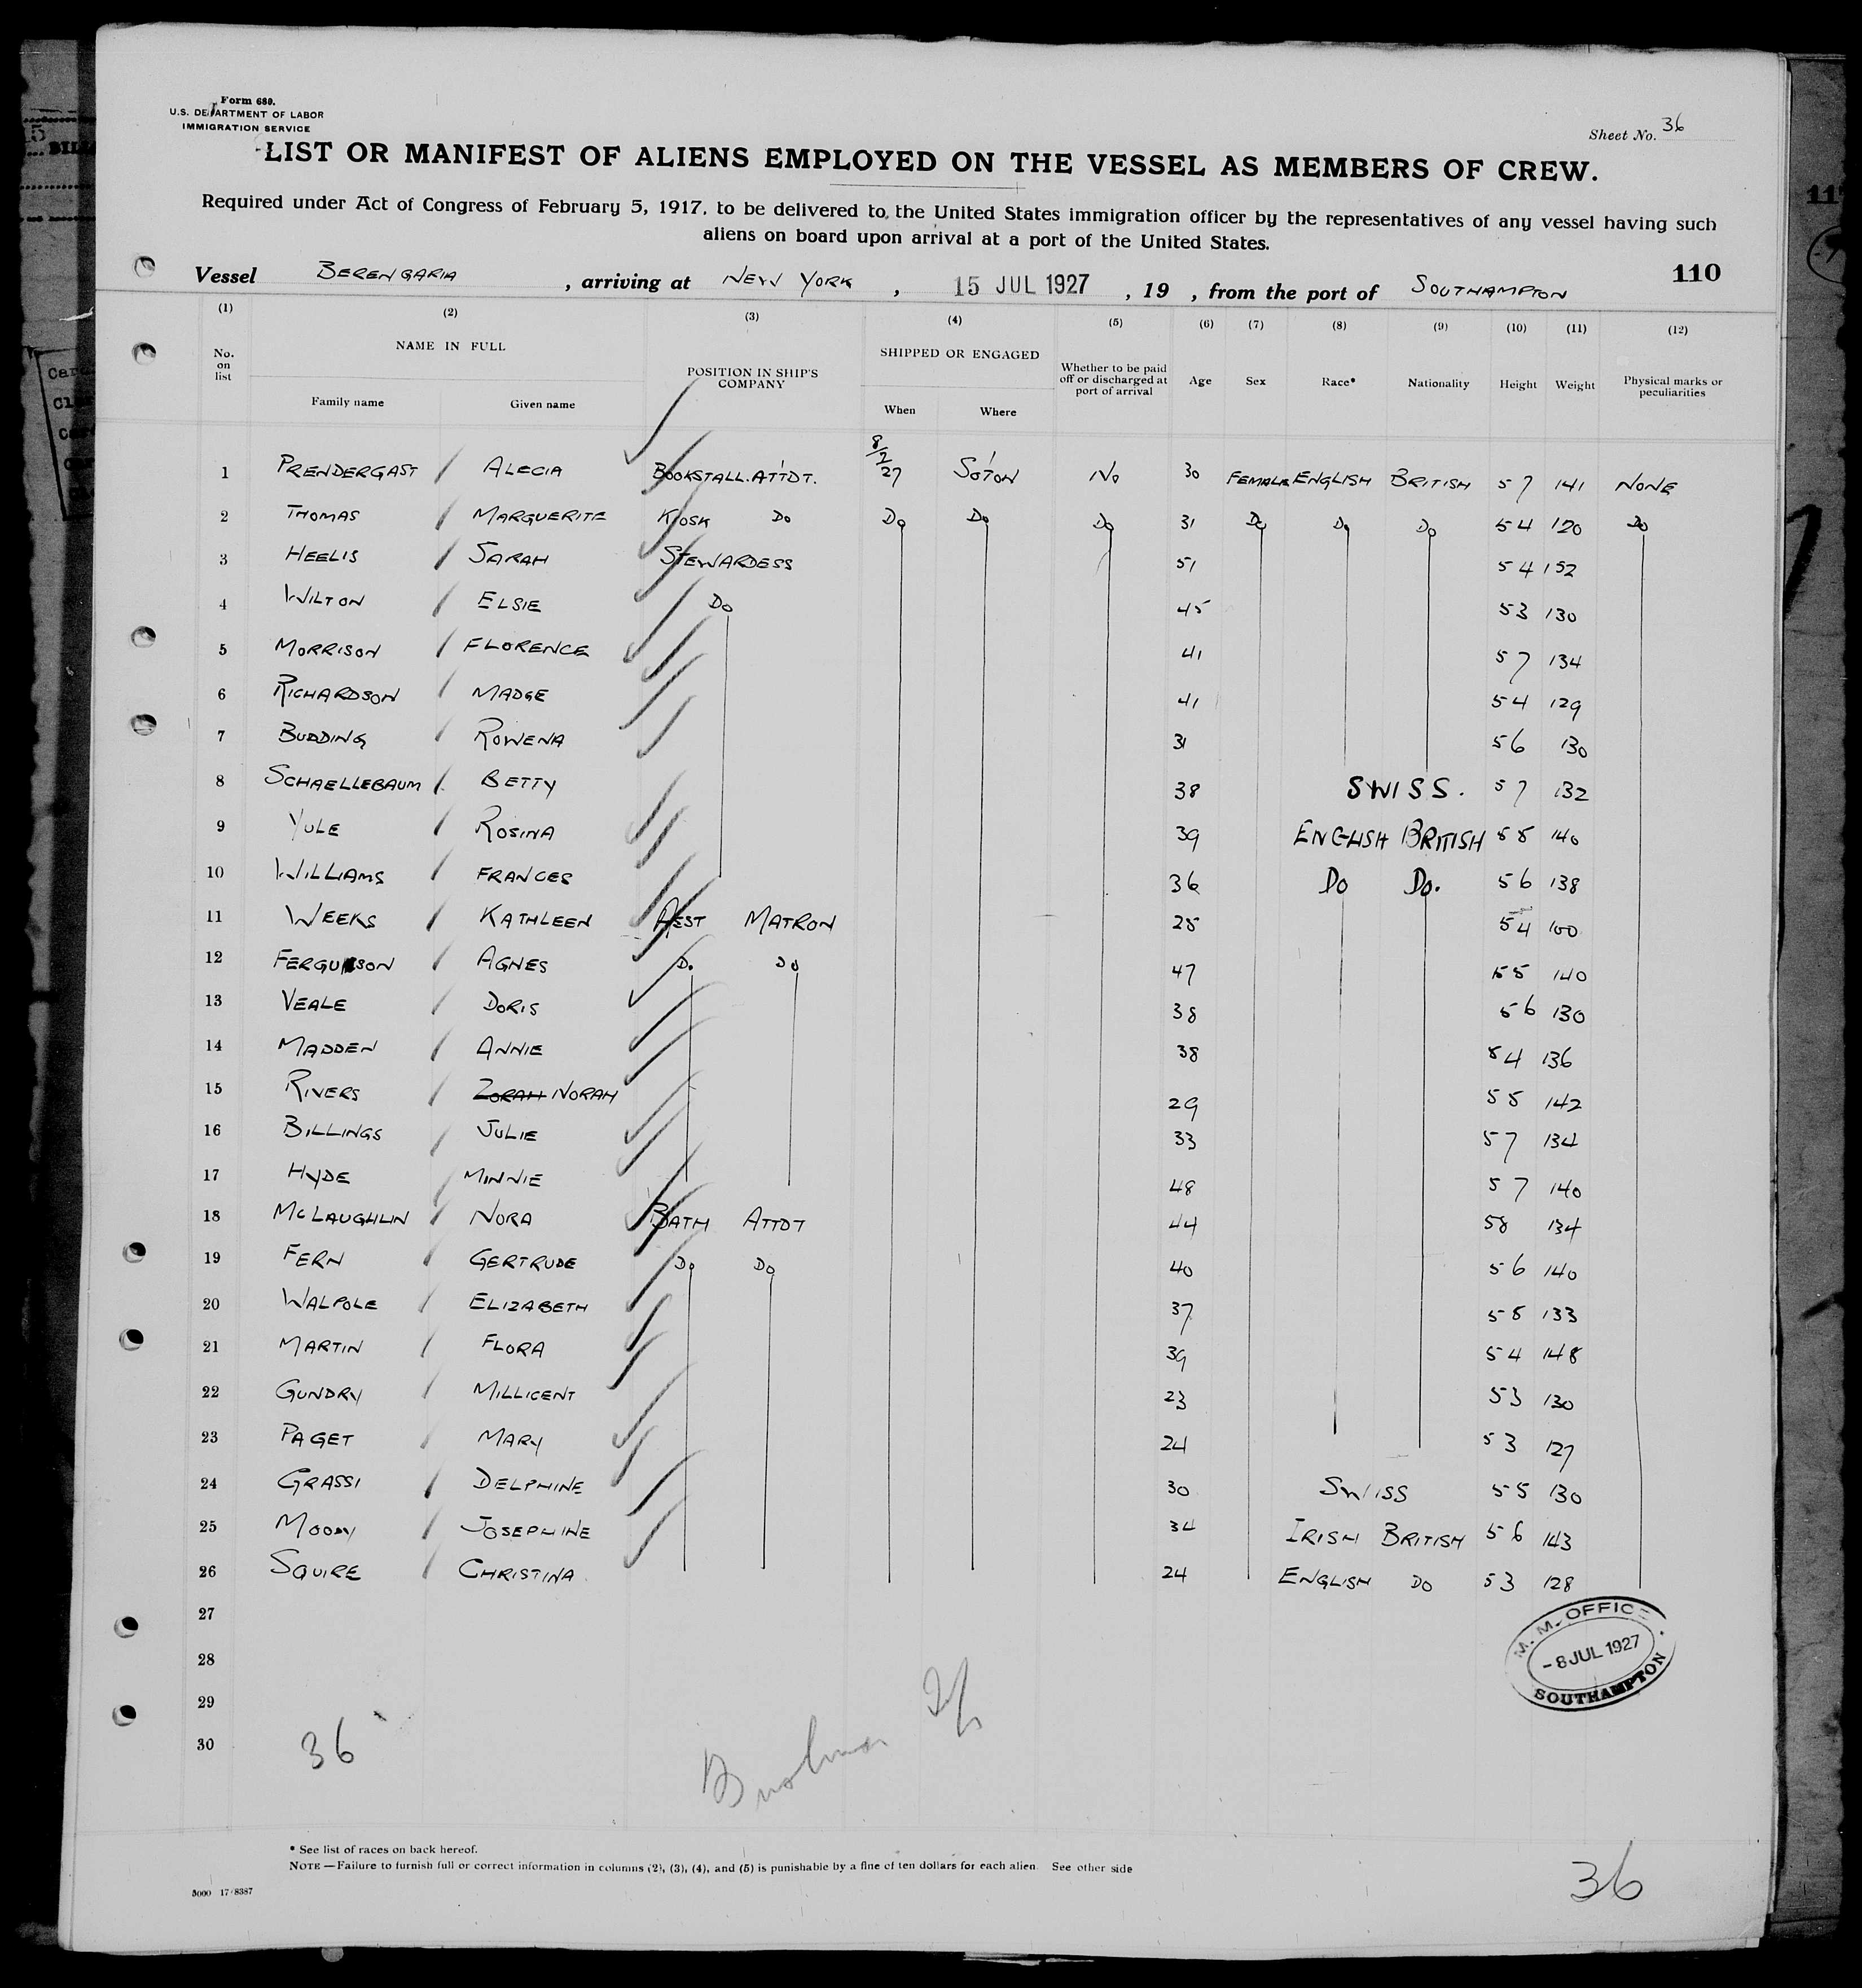 Form 680.
U.S. DEPARTMENT OF LABOR
IMMIGRATION SERVICE
Sheet No. 36
LIST OR MANIFEST OF ALIENS EMPLOYED ON THE VESSEL AS MEMBERS OF CREW.
Required under Act of Congress of February 5, 1917, to be delivered to the United States immigration officer by the representatives of any vessel having such
aliens on board upon arrival at a port of the United States.
110
Vessel BERENGARIA, arriving at NEW YORK, 15 JUL 1927, 19 , from the port of SOUTHAMPTON
(1) (2) (3) (4) (5) (6) (7) (8) (9) (10) (11) (12)
No. on list NAME IN FULL Family name Given name POSITION IN SHIP'S COMPANY SHIPPED OR ENGAGED When Where Whether to be paid off or discharged at port of arrival Age Sex Race* Nationality Height Weight Physical marks or peculiarities
1 PRENDERGAST ALECIA BOOKSTALL. ATTDT. 8/2/27 SO'TON No 30 FEMALE ENGLISH BRITISH 5 7 141 NONE
2 THOMAS MARGUERITE KIOSK Do Do Do Do 31 Do Do Do 5 4 120 Do
3 HEELIS SARAH STEWARDESS 51 5 4 152
4 WILTON ELSIE Do 45 5 3 130
5 MORRISON FLORENCE 41 5 7 134
6 RICHARDSON MADGE 41 5 4 129
7 BUDDING ROWENA 31 5 6 130
8 SCHAELLEBAUM BETTY 38 SWISS. 5 7 132
9 YULE ROSINA 39 ENGLISH BRITISH 5 5 140
10 WILLIAMS FRANCES 36 Do Do. 5 6 138
11 WEEKS KATHLEEN ASST MATRON 25 5 4 100
12 FERGUSON AGNES Do Do 47 5 5 140
13 VEALE DORIS 38 5 6 130
14 MADDEN ANNIE 38 5 4 136
15 RIVERS ZORAH NORAH 29 5 5 142
16 BILLINGS JULIE 33 5 7 134
17 HYDE MINNIE 48 5 7 140
18 McLAUGHLIN NORA BATH ATTDT 44 5 8 134
19 FERN GERTRUDE Do Do 40 5 6 140
20 WALPOLE ELIZABETH 37 5 8 133
21 MARTIN FLORA 39 5 4 148
22 GUNDRY MILLICENT 23 5 3 130
23 PAGET MARY 24 5 3 127
24 GRASSI DELPHINE 30 SWISS 5 5 130
25 MOODY JOSEPHINE 34 IRISH BRITISH 5 6 143
26 SQUIRE CHRISTINA 24 ENGLISH DO 5 3 128
27
28
29
30
M. M. OFFICE
-8 JUL 1927
SOUTHAMPTON
36
* See list of races on back hereof.
NOTE — Failure to furnish full or correct information in columns (2), (3), (4), and (5) is punishable by a fine of ten dollars for each alien. See other side
5000 17-8387
36